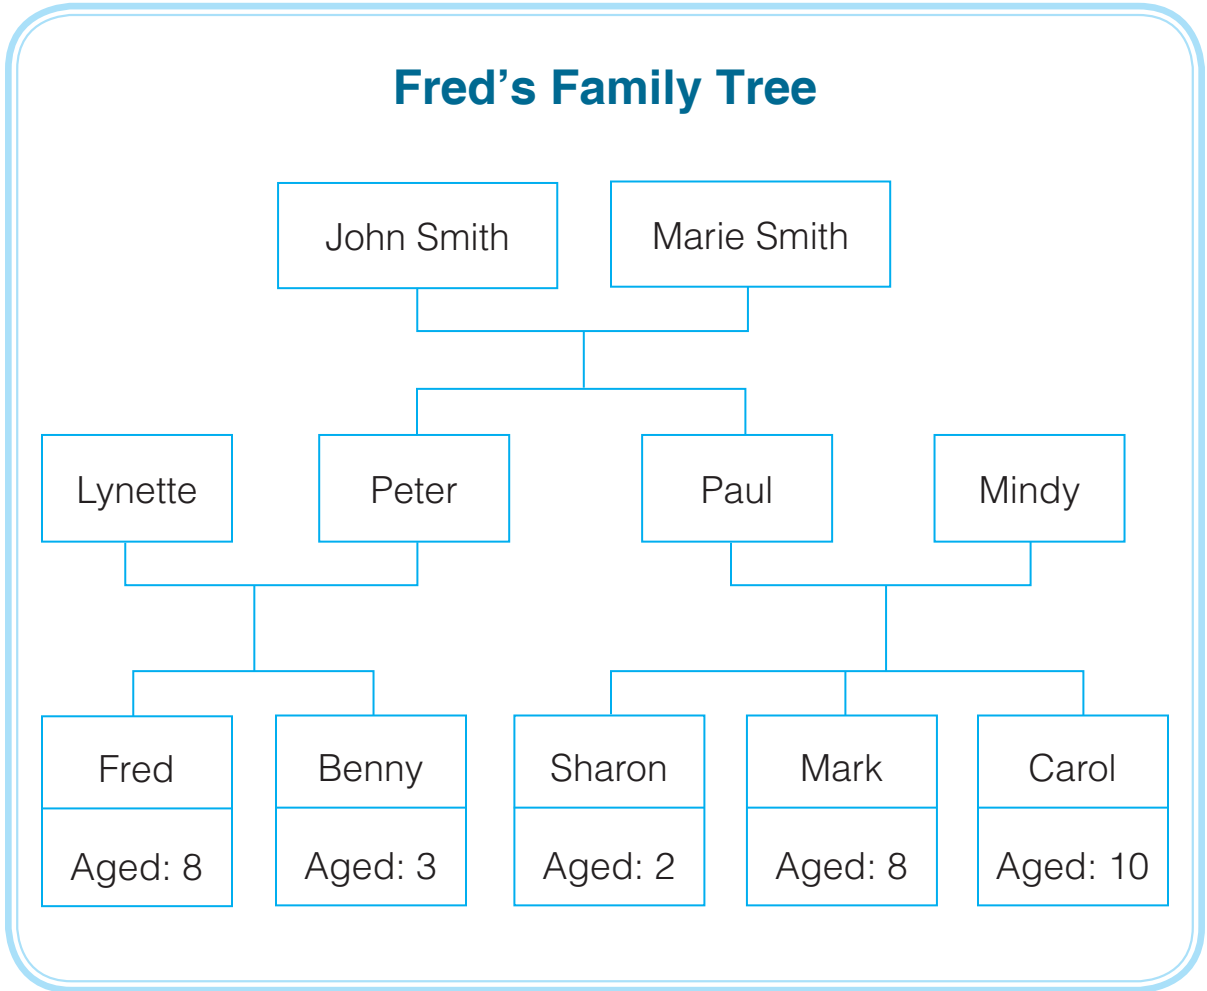 Fred’s Family Tree
John Smith
Marie Smith
Lynette
Peter
Paul
Mindy
Fred
Aged: 8
Benny
Aged: 3
Sharon
Aged: 2
Mark
Aged: 8
Carol
Aged: 10